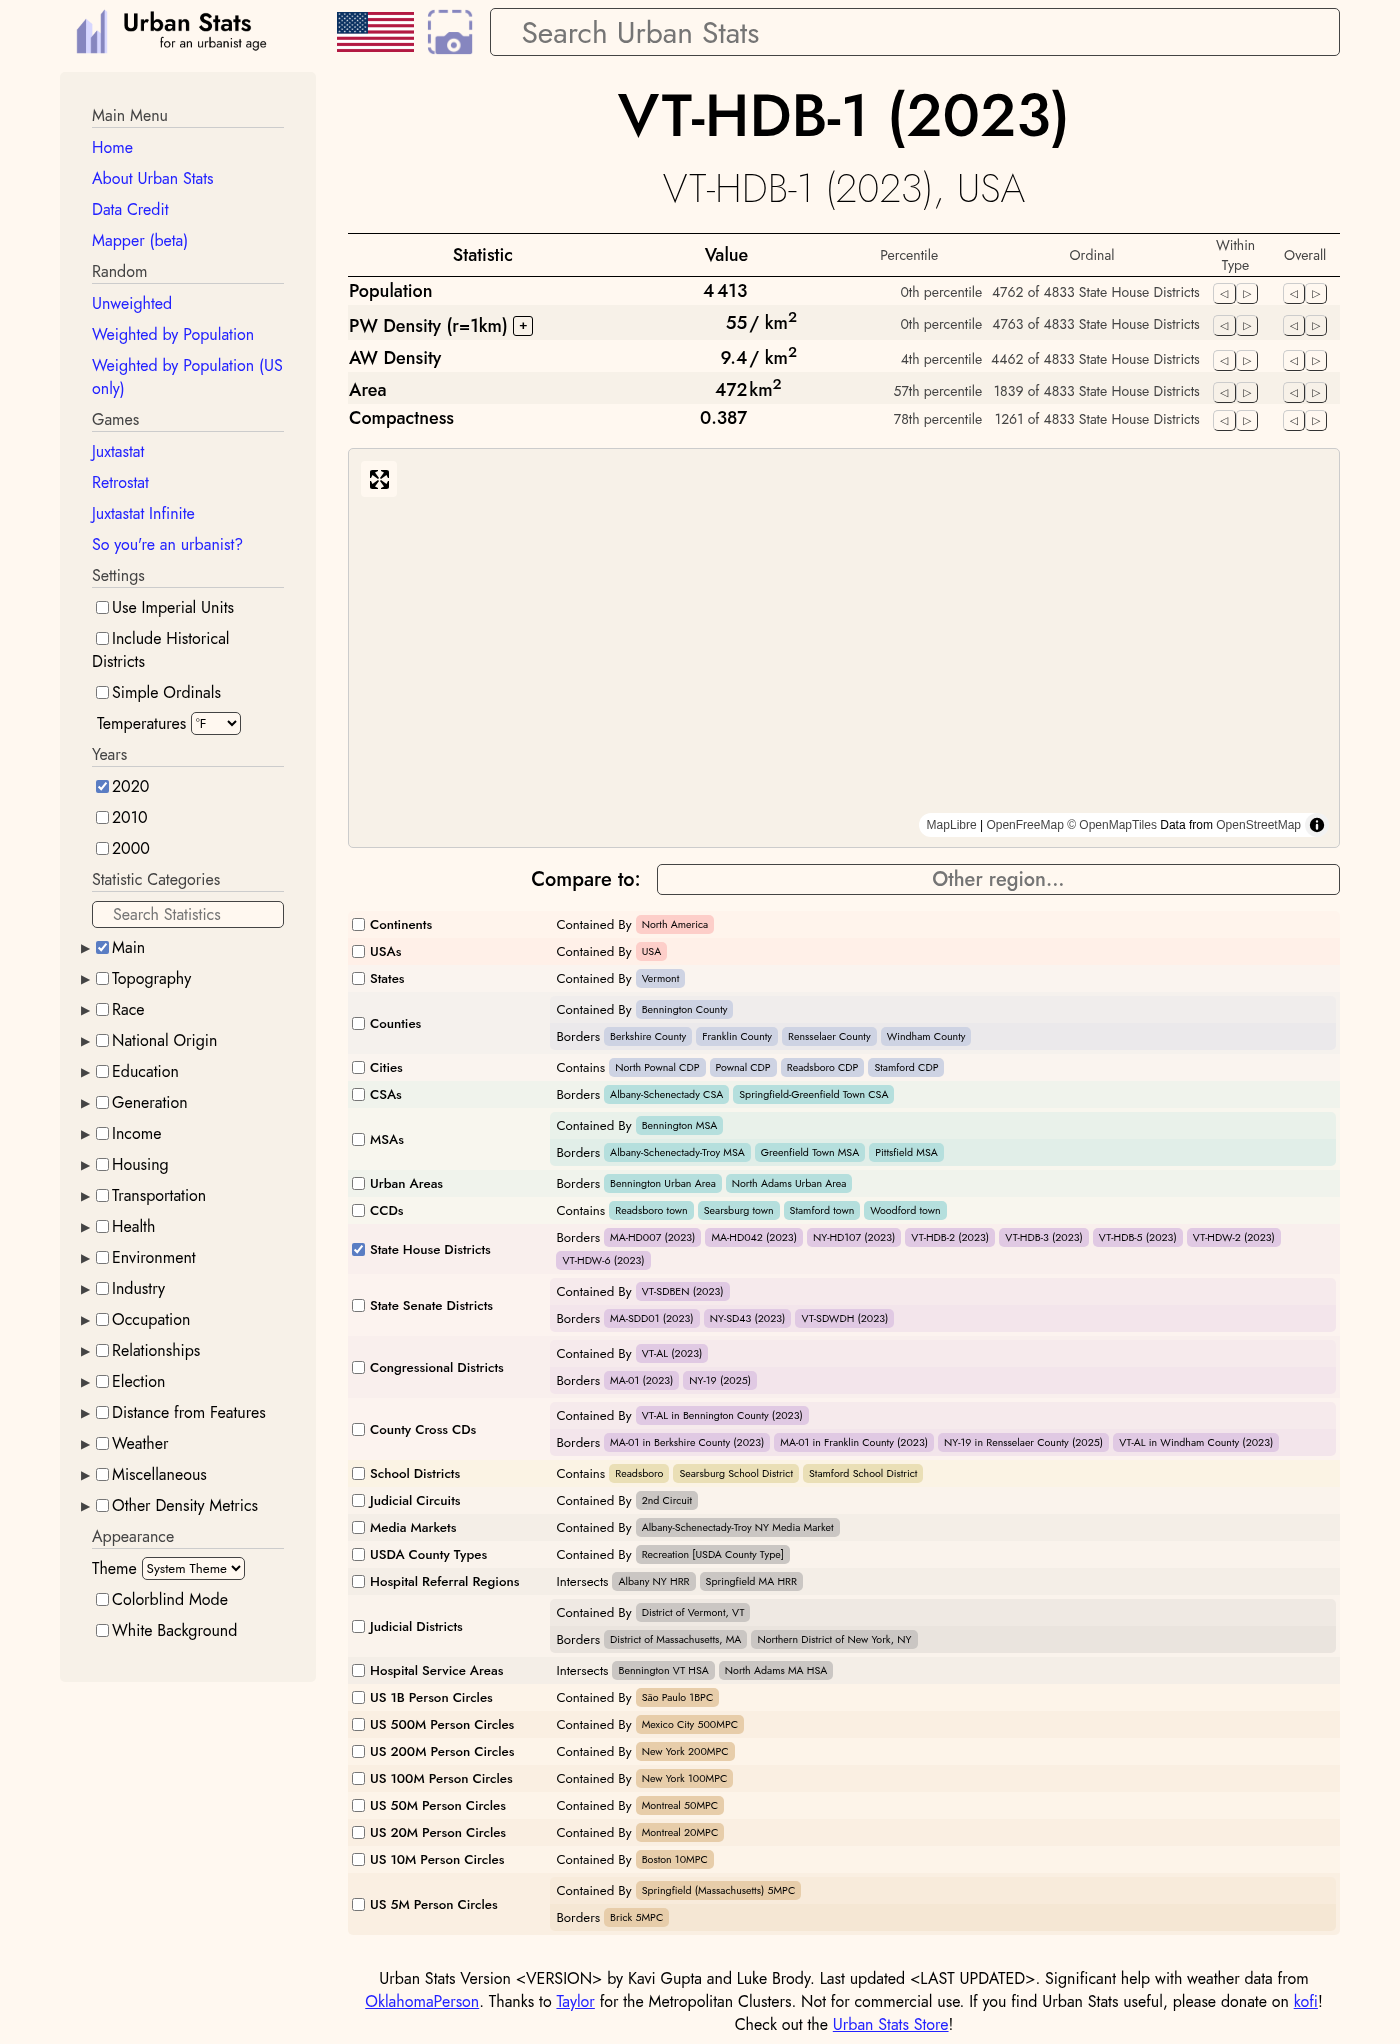 Urban Stats
for an urbanist age
Search Urban Stats
Main Menu
Home
About Urban Stats
Data Credit
Mapper (beta)
Random
Unweighted
Weighted by Population
Weighted by Population (US
only)
Games
Juxtastat
Retrostat
Juxtastat Infinite
So you're an urbanist?
Settings
Use Imperial Units
Include Historical
Districts
Simple Ordinals
Temperatures °F
Years
2020
2010
2000
Statistic Categories
Search Statistics
Main
Topography
Race
National Origin
Education
Generation
Income
Housing
Transportation
Health
Environment
Industry
Occupation
Relationships
Election
Distance from Features
Weather
Miscellaneous
Other Density Metrics
Appearance
Theme System Theme
Colorblind Mode
White Background
VT-HDB-1 (2023)
VT-HDB-1 (2023), USA
Statistic Value Percentile Ordinal Within Type Overall
Population 4 413 0th percentile 4762 of 4833 State House Districts
PW Density (r=1km) + 55 / km² 0th percentile 4763 of 4833 State House Districts
AW Density 9.4 / km² 4th percentile 4462 of 4833 State House Districts
Area 472 km² 57th percentile 1839 of 4833 State House Districts
Compactness 0.387 78th percentile 1261 of 4833 State House Districts
MapLibre | OpenFreeMap © OpenMapTiles Data from OpenStreetMap
Compare to: Other region...
Continents Contained By North America
USAs Contained By USA
States Contained By Vermont
Counties Contained By Bennington County
Borders Berkshire County Franklin County Rensselaer County Windham County
Cities Contains North Pownal CDP Pownal CDP Readsboro CDP Stamford CDP
CSAs Borders Albany-Schenectady CSA Springfield-Greenfield Town CSA
MSAs Contained By Bennington MSA
Borders Albany-Schenectady-Troy MSA Greenfield Town MSA Pittsfield MSA
Urban Areas Borders Bennington Urban Area North Adams Urban Area
CCDs Contains Readsboro town Searsburg town Stamford town Woodford town
State House Districts Borders MA-HD007 (2023) MA-HD042 (2023) NY-HD107 (2023) VT-HDB-2 (2023) VT-HDB-3 (2023) VT-HDB-5 (2023) VT-HDW-2 (2023)
VT-HDW-6 (2023)
State Senate Districts Contained By VT-SDBEN (2023)
Borders MA-SDD01 (2023) NY-SD43 (2023) VT-SDWDH (2023)
Congressional Districts Contained By VT-AL (2023)
Borders MA-01 (2023) NY-19 (2025)
County Cross CDs Contained By VT-AL in Bennington County (2023)
Borders MA-01 in Berkshire County (2023) MA-01 in Franklin County (2023) NY-19 in Rensselaer County (2025) VT-AL in Windham County (2023)
School Districts Contains Readsboro Searsburg School District Stamford School District
Judicial Circuits Contained By 2nd Circuit
Media Markets Contained By Albany-Schenectady-Troy NY Media Market
USDA County Types Contained By Recreation [USDA County Type]
Hospital Referral Regions Intersects Albany NY HRR Springfield MA HRR
Judicial Districts Contained By District of Vermont, VT
Borders District of Massachusetts, MA Northern District of New York, NY
Hospital Service Areas Intersects Bennington VT HSA North Adams MA HSA
US 1B Person Circles Contained By São Paulo 1BPC
US 500M Person Circles Contained By Mexico City 500MPC
US 200M Person Circles Contained By New York 200MPC
US 100M Person Circles Contained By New York 100MPC
US 50M Person Circles Contained By Montreal 50MPC
US 20M Person Circles Contained By Montreal 20MPC
US 10M Person Circles Contained By Boston 10MPC
US 5M Person Circles Contained By Springfield (Massachusetts) 5MPC
Borders Brick 5MPC
Urban Stats Version <VERSION> by Kavi Gupta and Luke Brody. Last updated <LAST UPDATED>. Significant help with weather data from
OklahomaPerson. Thanks to Taylor for the Metropolitan Clusters. Not for commercial use. If you find Urban Stats useful, please donate on kofi!
Check out the Urban Stats Store!